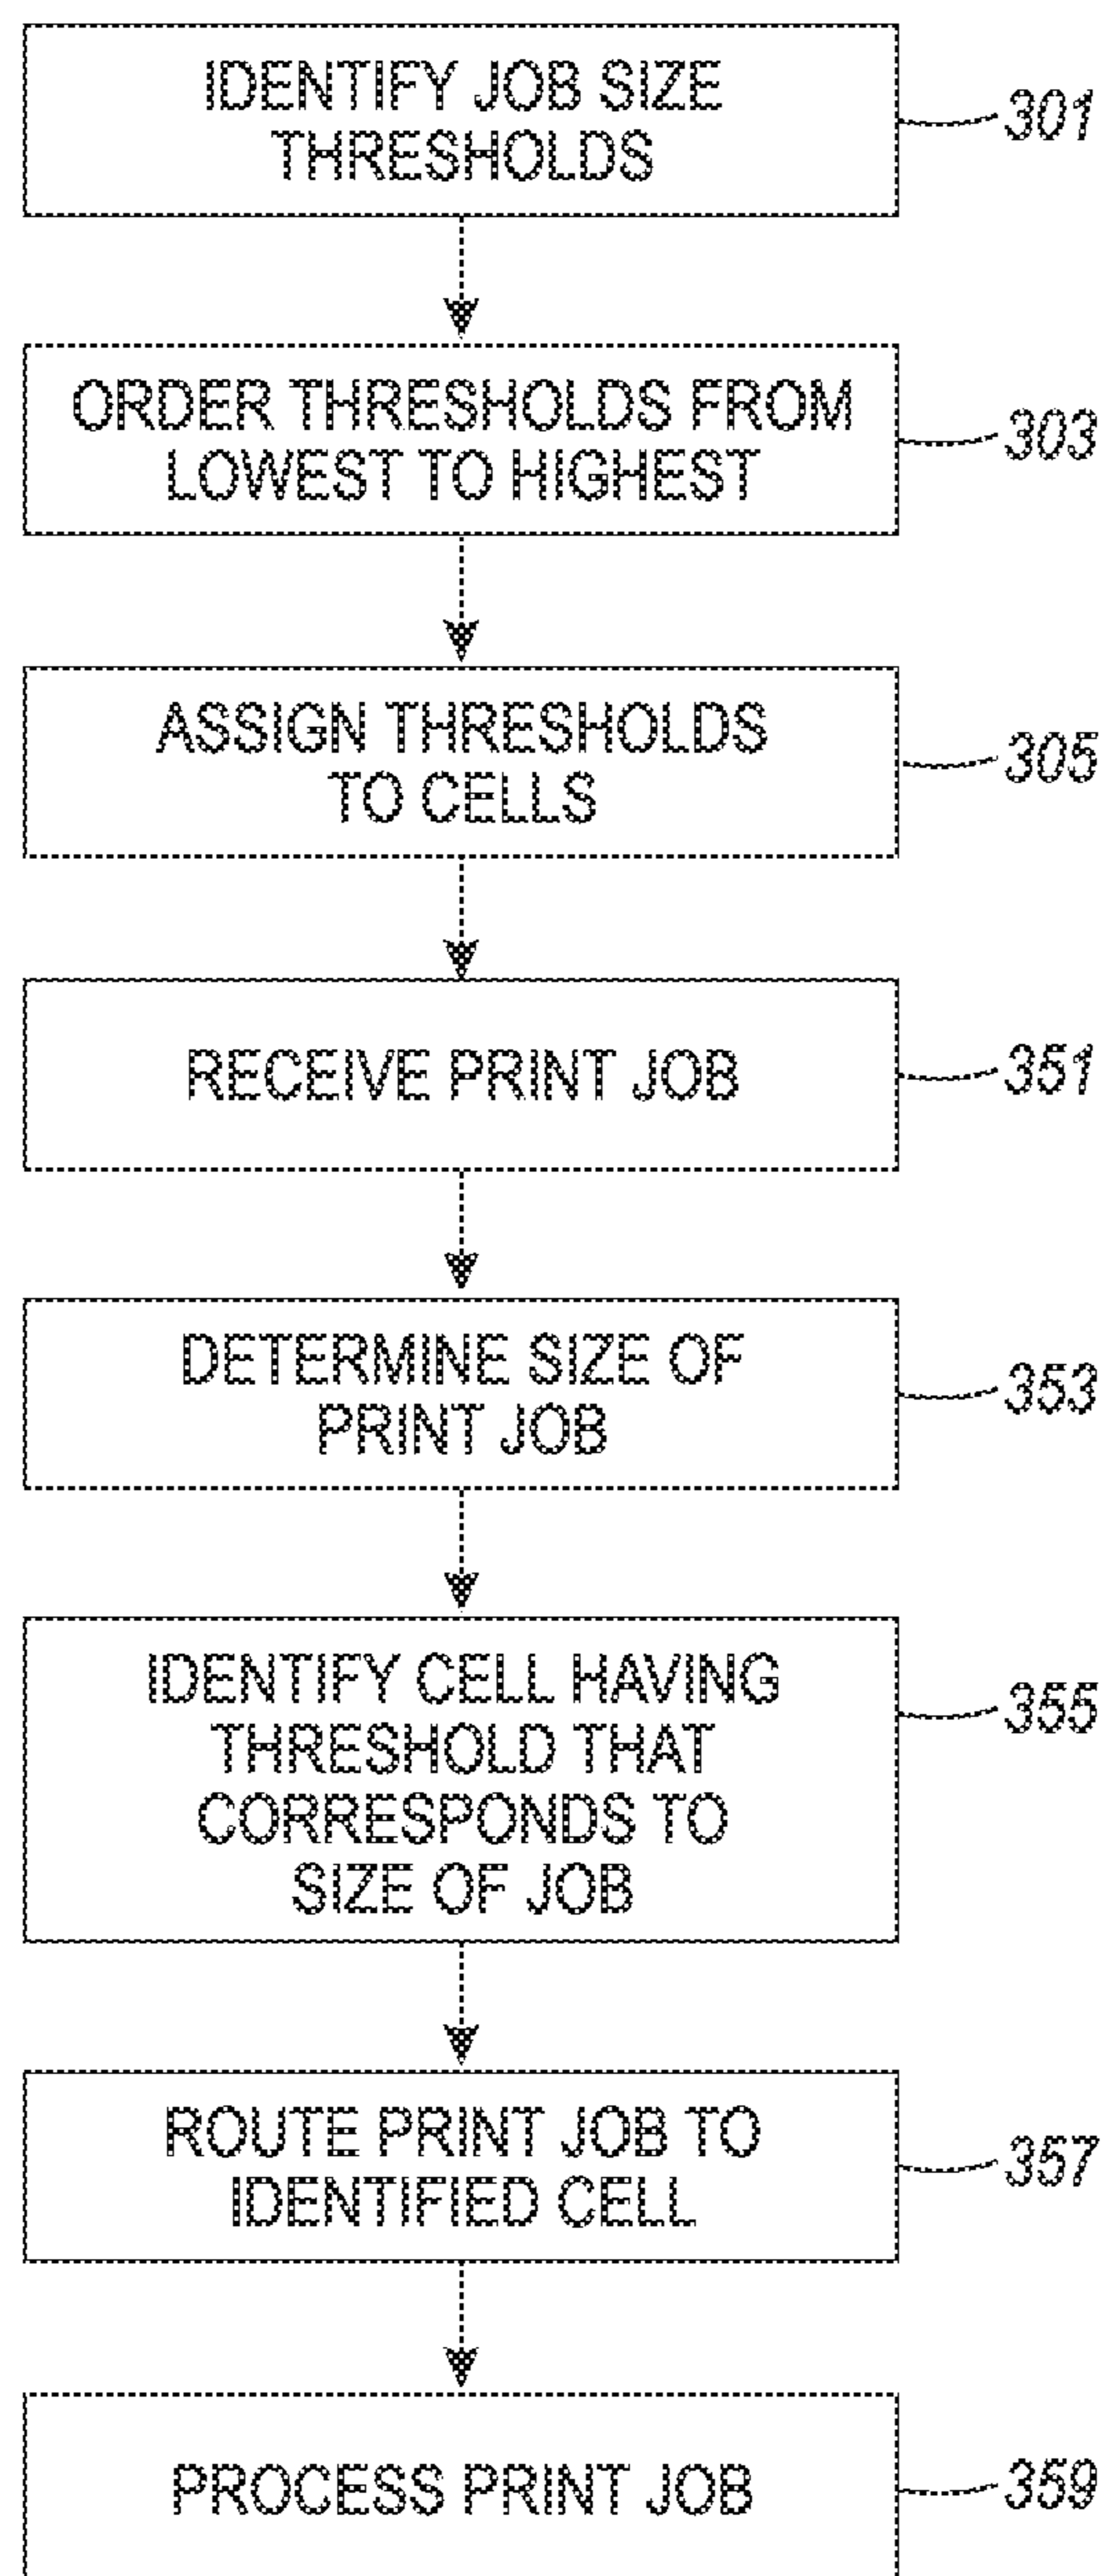 IDENTIFY JOB SIZE
THRESHOLDS
301
ORDER THRESHOLDS FROM
LOWEST TO HIGHEST
303
ASSIGN THRESHOLDS
TO CELLS
305
RECEIVE PRINT JOB
351
DETERMINE SIZE OF
PRINT JOB
353
IDENTIFY CELL HAVING
THRESHOLD THAT
CORRESPONDS TO
SIZE OF JOB
355
ROUTE PRINT JOB TO
IDENTIFIED CELL
357
PROCESS PRINT JOB
359